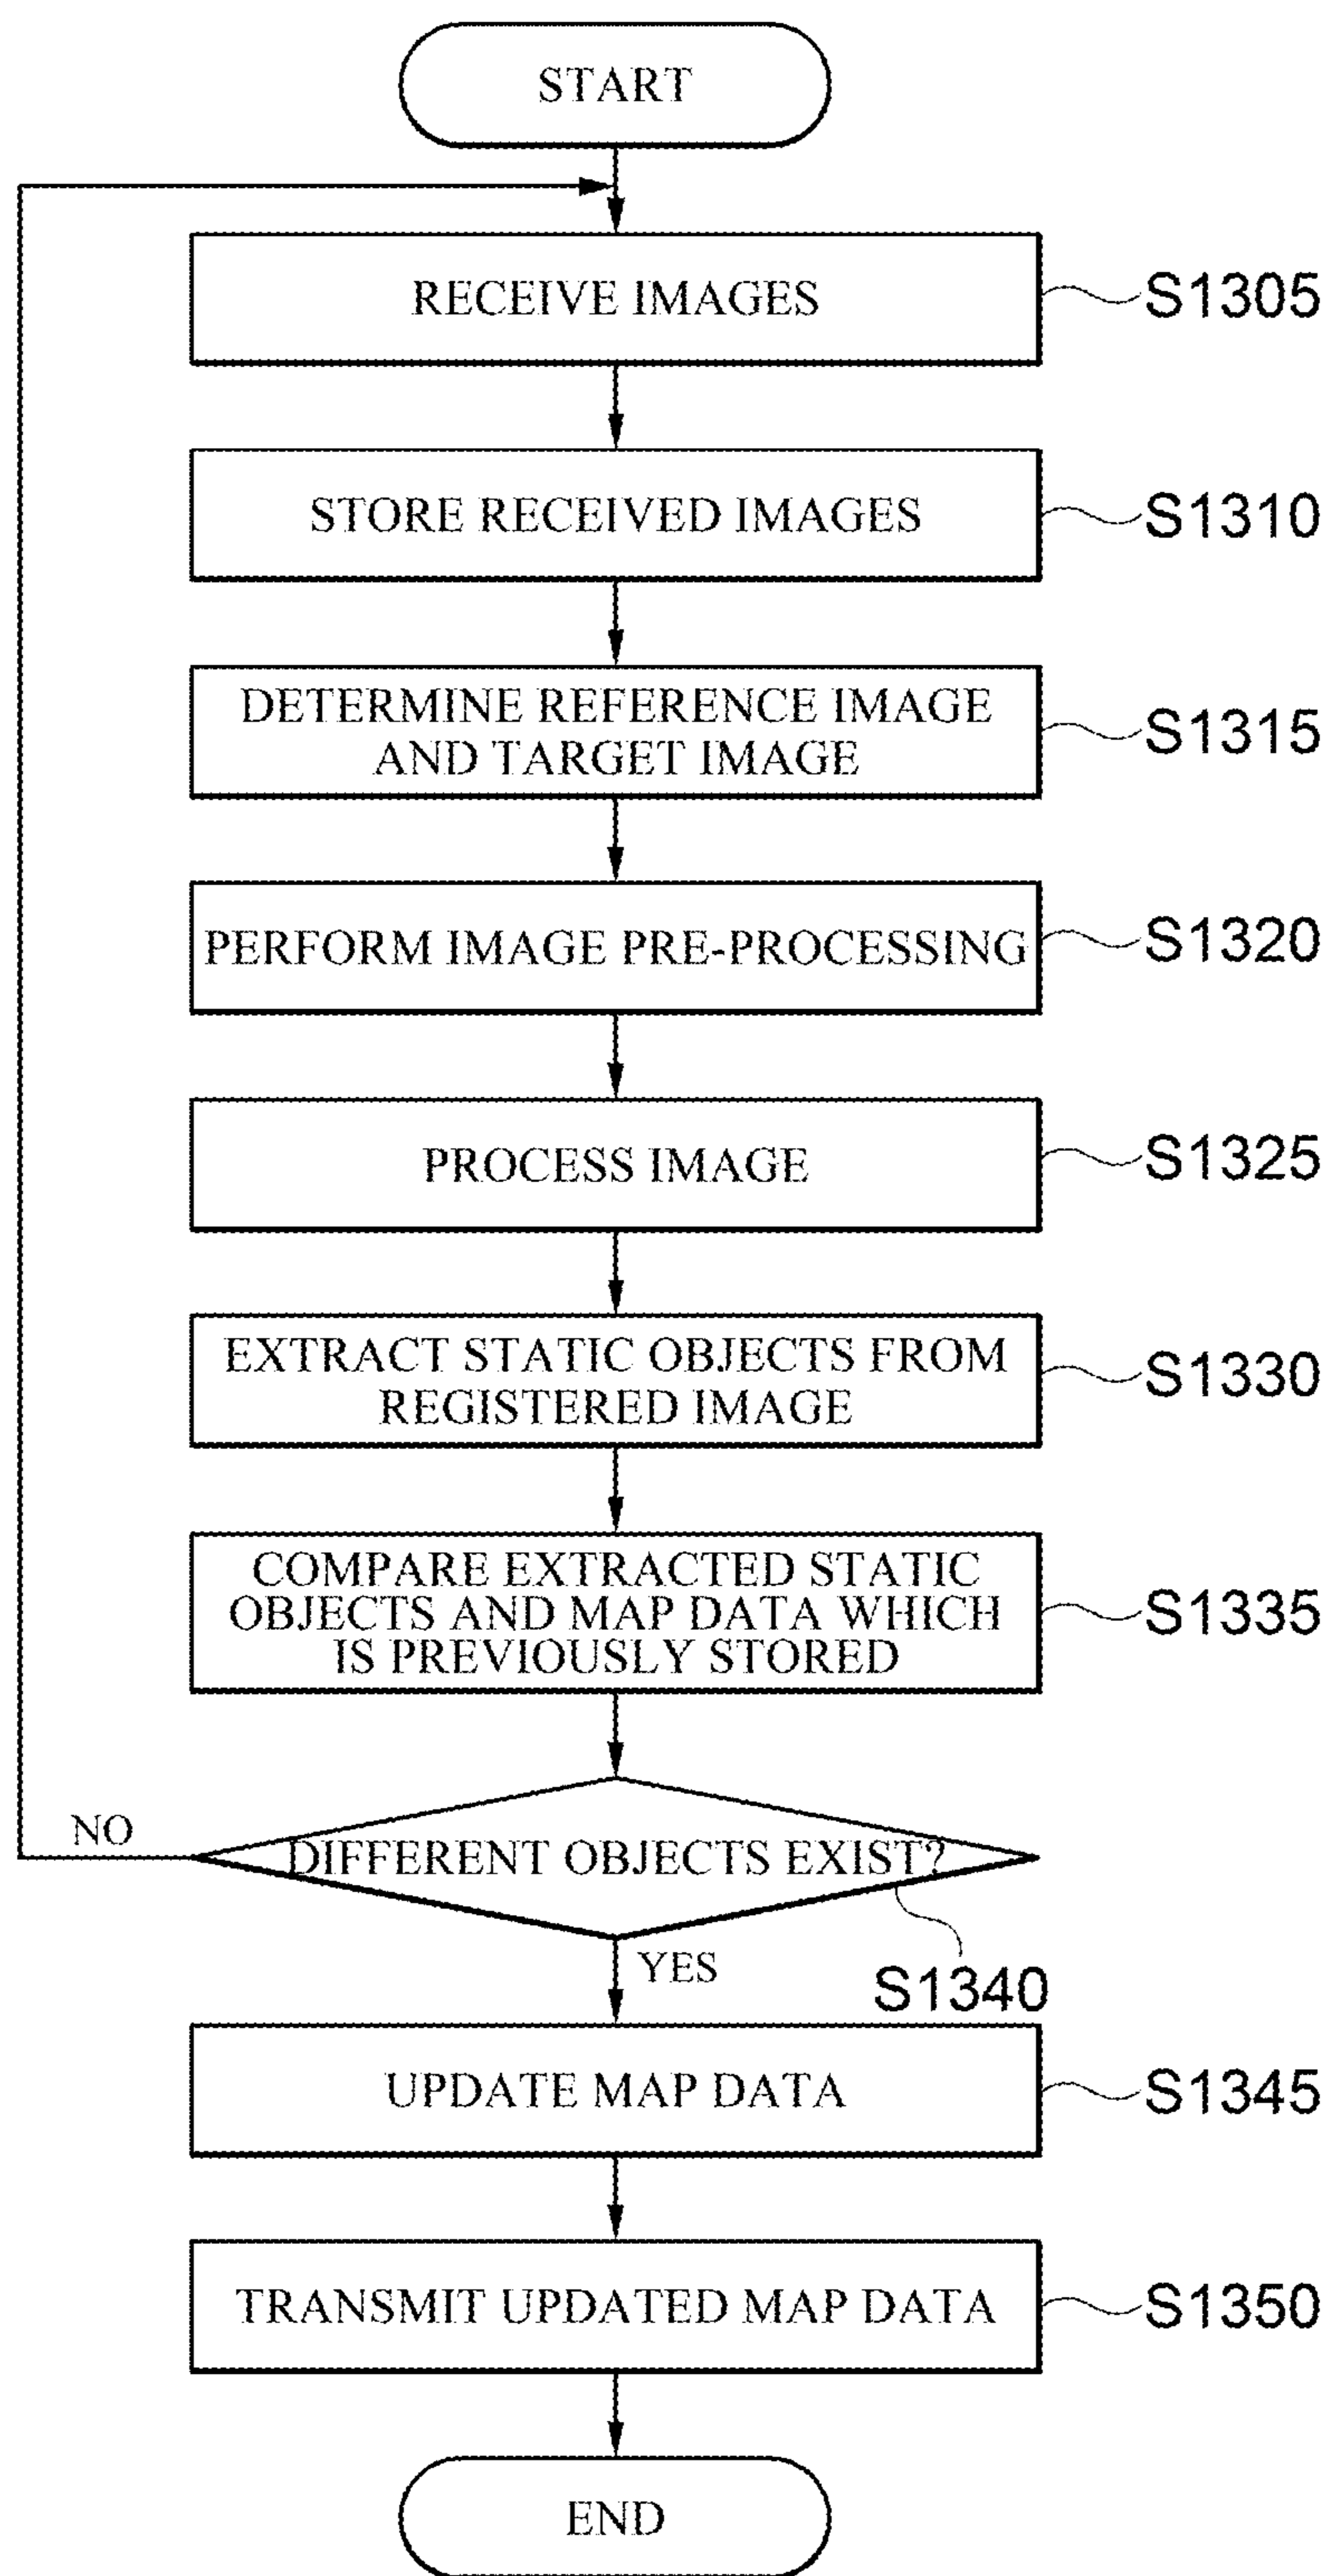 START
RECEIVE IMAGES
S1305
STORE RECEIVED IMAGES
S1310
DETERMINE REFERENCE IMAGE
AND TARGET IMAGE
S1315
PERFORM IMAGE PRE-PROCESSING
S1320
PROCESS IMAGE
S1325
EXTRACT STATIC OBJECTS FROM
REGISTERED IMAGE
S1330
COMPARE EXTRACTED STATIC
OBJECTS AND MAP DATA WHICH
IS PREVIOUSLY STORED
S1335
NO
DIFFERENT OBJECTS EXIST?
YES
S1340
UPDATE MAP DATA
S1345
TRANSMIT UPDATED MAP DATA
S1350
END